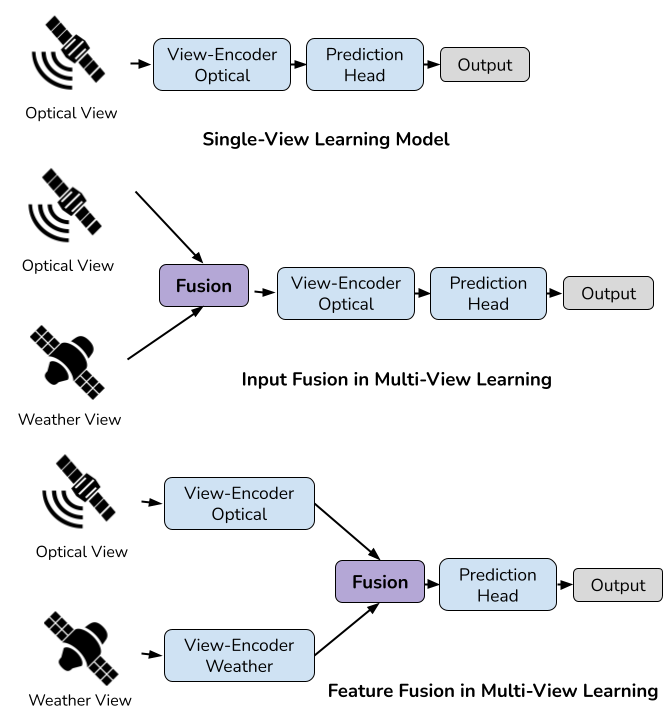 View-Encoder
Optical
Prediction
Head
Output
Optical View
Single-View Learning Model
Optical View
Fusion
View-Encoder
Optical
Prediction
Head
Output
Weather View
Input Fusion in Multi-View Learning
View-Encoder
Optical
Optical View
Fusion
Prediction
Head
Output
View-Encoder
Weather
Weather View
Feature Fusion in Multi-View Learning